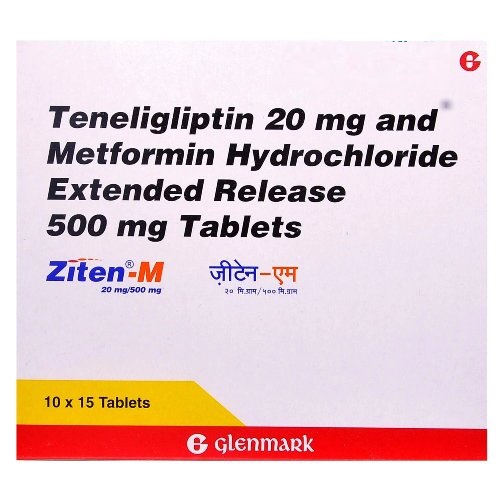 Teneligliptin 20 mg and
Metformin Hydrochloride
Extended Release
500 mg Tablets
Ziten®-M
20 mg/500 mg
ज़ीटेन-एम
२० मि.ग्राम/५०० मि.ग्राम
10 x 15 Tablets
GLENMARK